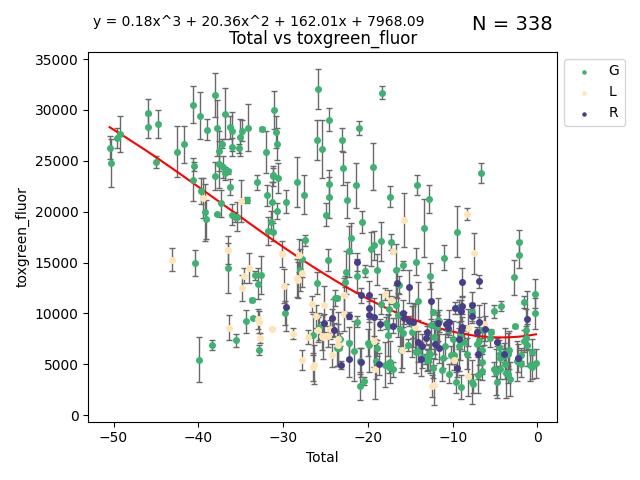 y = 0.18x^3 + 20.36x^2 + 162.01x + 7968.09
N = 338
Total vs toxgreen_fluor
35000
30000
25000
20000
15000
10000
5000
0
toxgreen_fluor
−50
−40
−30
−20
−10
0
Total
G
L
R